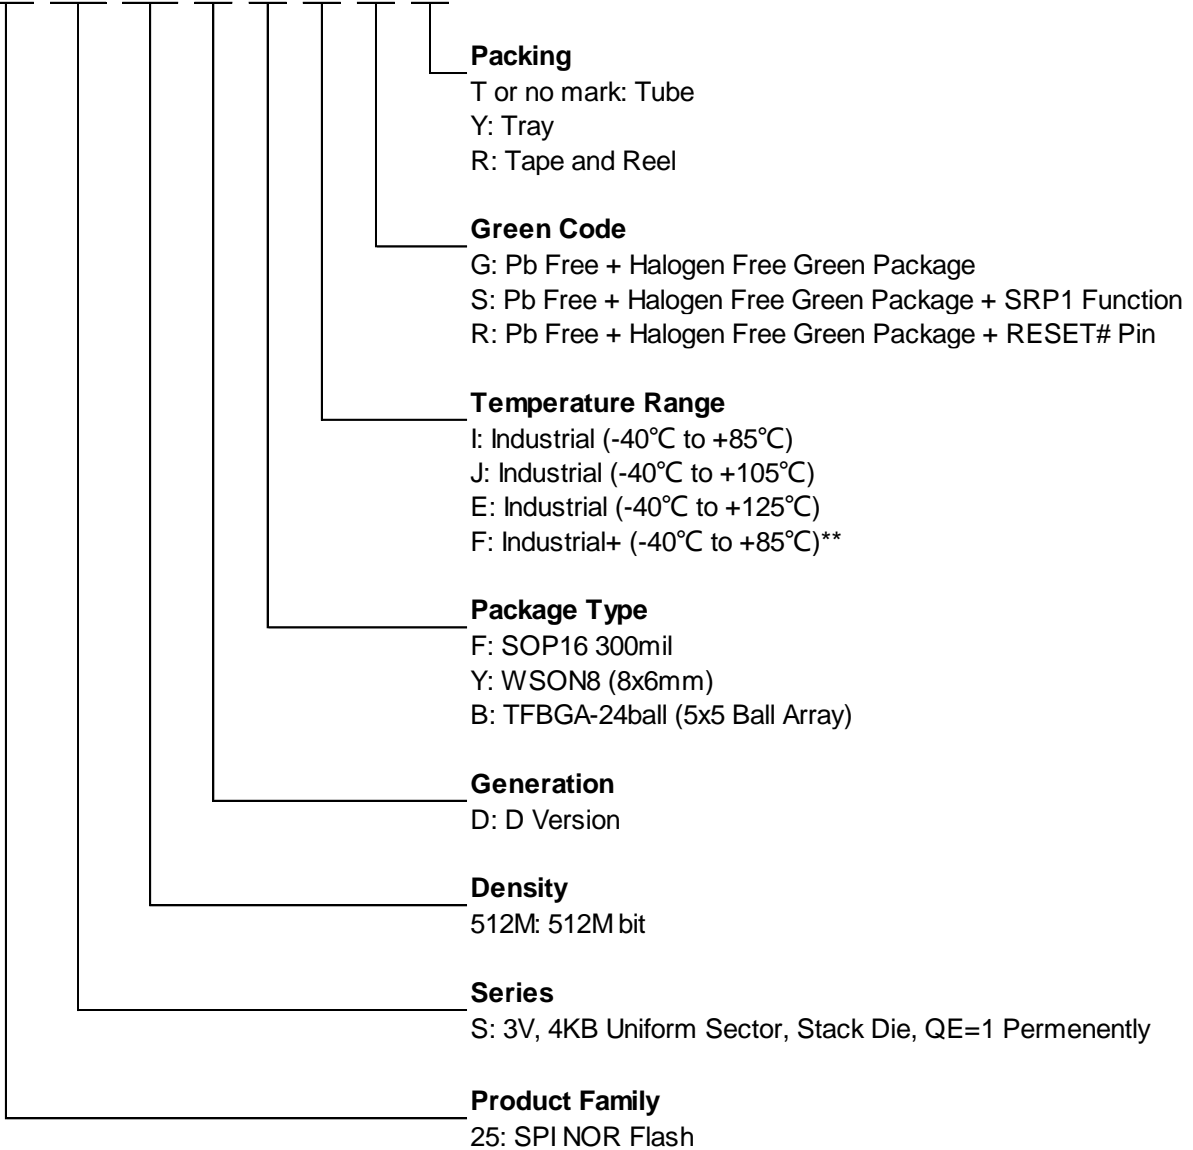 Packing
T or no mark: Tube
Y: Tray
R: Tape and Reel
Green Code
G: Pb Free + Halogen Free Green Package
S: Pb Free + Halogen Free Green Package + SRP1 Function
R: Pb Free + Halogen Free Green Package + RESET# Pin
Temperature Range
I: Industrial (-40℃ to +85℃)
J: Industrial (-40℃ to +105℃)
E: Industrial (-40℃ to +125℃)
F: Industrial+ (-40℃ to +85℃)**
Package Type
F: SOP16 300mil
Y: WSON8 (8x6mm)
B: TFBGA-24ball (5x5 Ball Array)
Generation
D: D Version
Density
512M: 512M bit
Series
S: 3V, 4KB Uniform Sector, Stack Die, QE=1 Permenently
Product Family
25: SPI NOR Flash